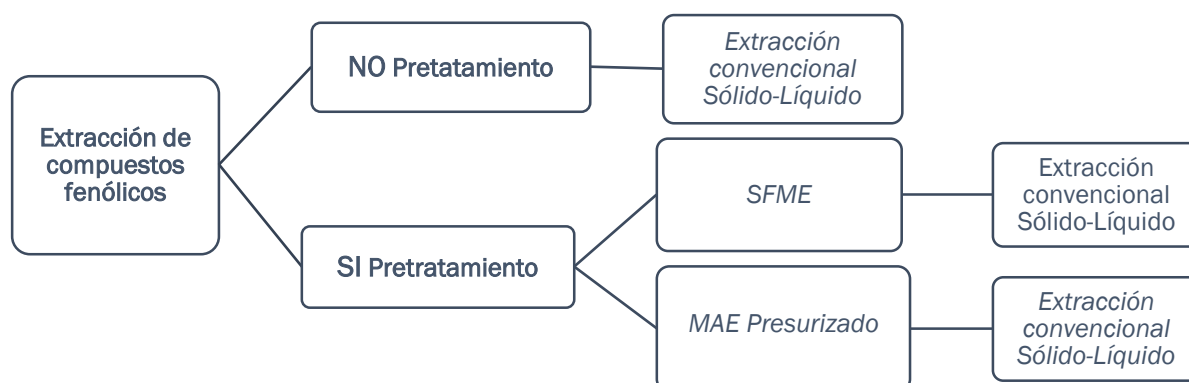 Extracción de
compuestos
fenólicos
NO Pretatamiento
Extracción
convencional
Sólido-Líquido
SI Pretratamiento
SFME
Extracción
convencional
Sólido-Líquido
MAE Presurizado
Extracción
convencional
Sólido-Líquido